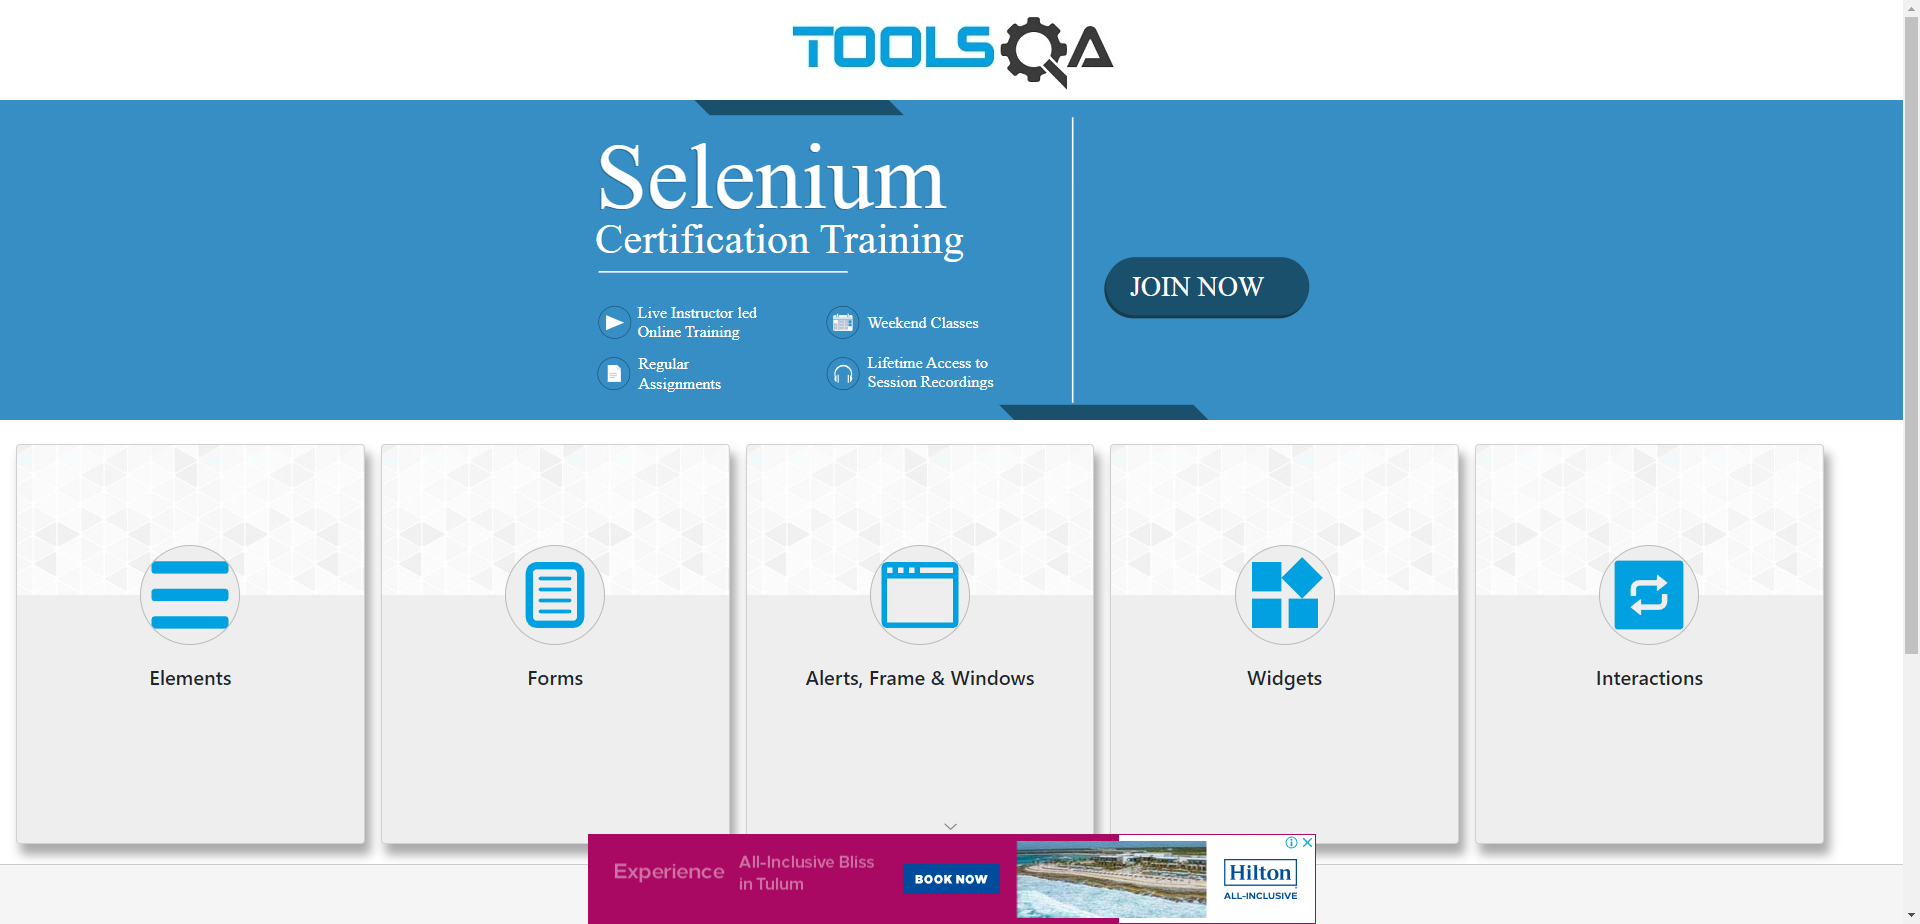 TOOLSQA
Selenium
Certification Training
JOIN NOW
Live Instructor led
Online Training
Weekend Classes
Regular
Assignments
Lifetime Access to
Session Recordings
Elements
Forms
Alerts, Frame & Windows
Widgets
Interactions
Experience
All-Inclusive Bliss
in Tulum
BOOK NOW
Hilton
ALL-INCLUSIVE